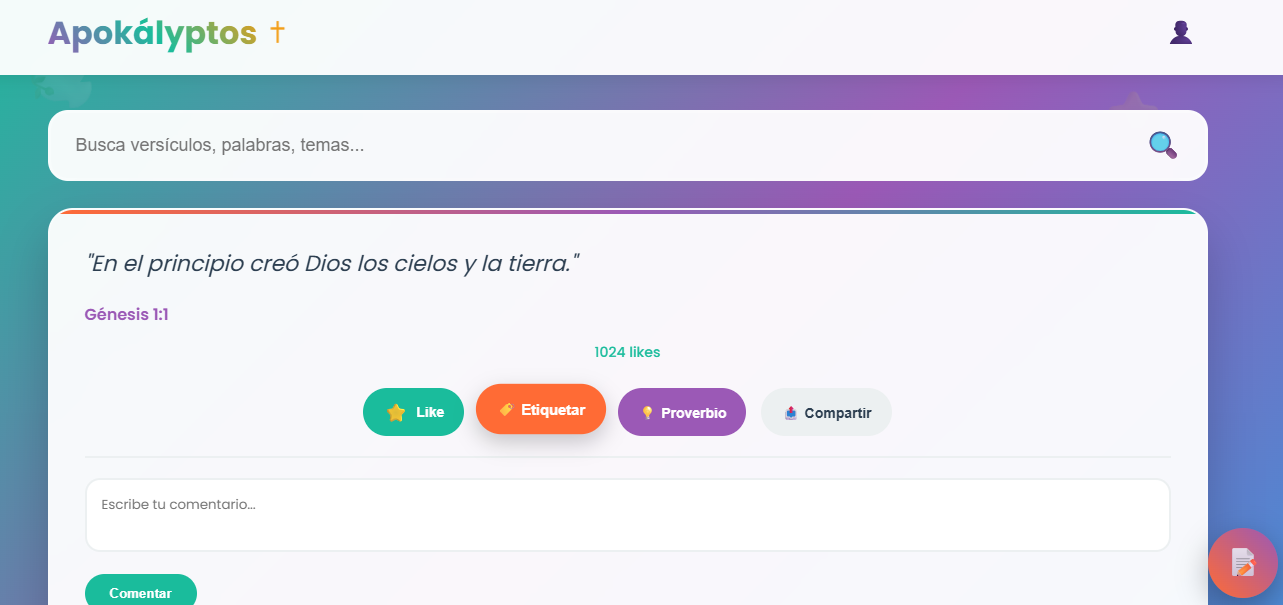 Apokályptos ✝
Busca versículos, palabras, temas...
"En el principio creó Dios los cielos y la tierra."
Génesis 1:1
1024 likes
Like
Etiquetar
Proverbio
Compartir
Escribe tu comentario...
Comentar